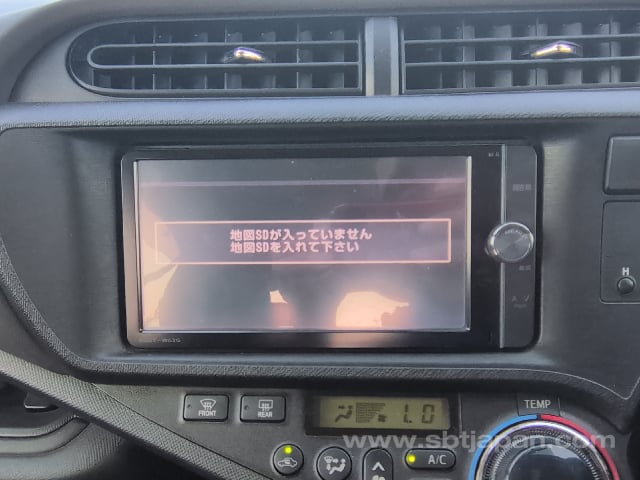 地図SDが入っていません
地図SDを入れて下さい
FRONT
REAR
1.0
TEMP
A/C
H
www.sbtjapan.com